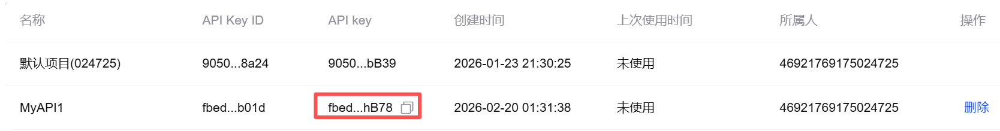 名称 API Key ID API key 创建时间 上次使用时间 所属人 操作
默认项目(024725) 9050...8a24 9050...bB39 2026-01-23 21:30:25 未使用 46921769175024725
MyAPI1 fbed...b01d fbed...hB78 2026-02-20 01:31:38 未使用 46921769175024725 删除